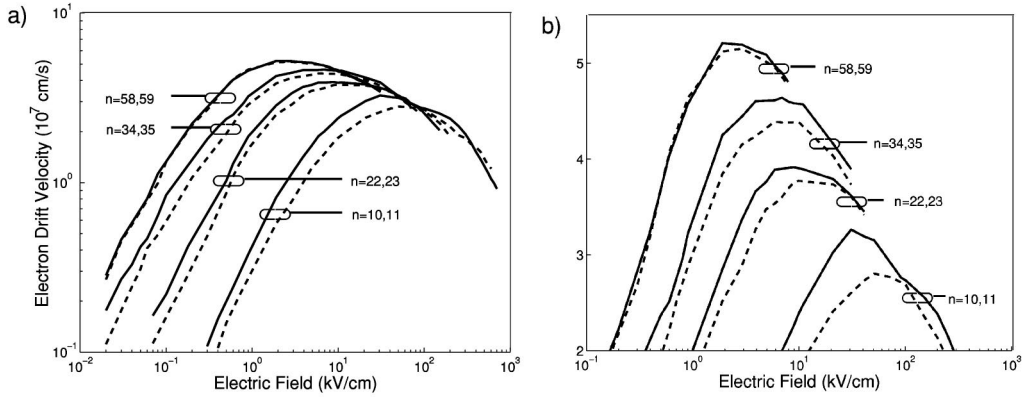 a)
10^1
10^0
10^-1
Electron Drift Velocity (10^7 cm/s)
n=58,59
n=34,35
n=22,23
n=10,11
10^-2
10^-1
10^0
10^1
10^2
10^3
Electric Field (kV/cm)
b)
5
4
3
2
n=58,59
n=34,35
n=22,23
n=10,11
10^-1
10^0
10^1
10^2
10^3
Electric Field (kV/cm)